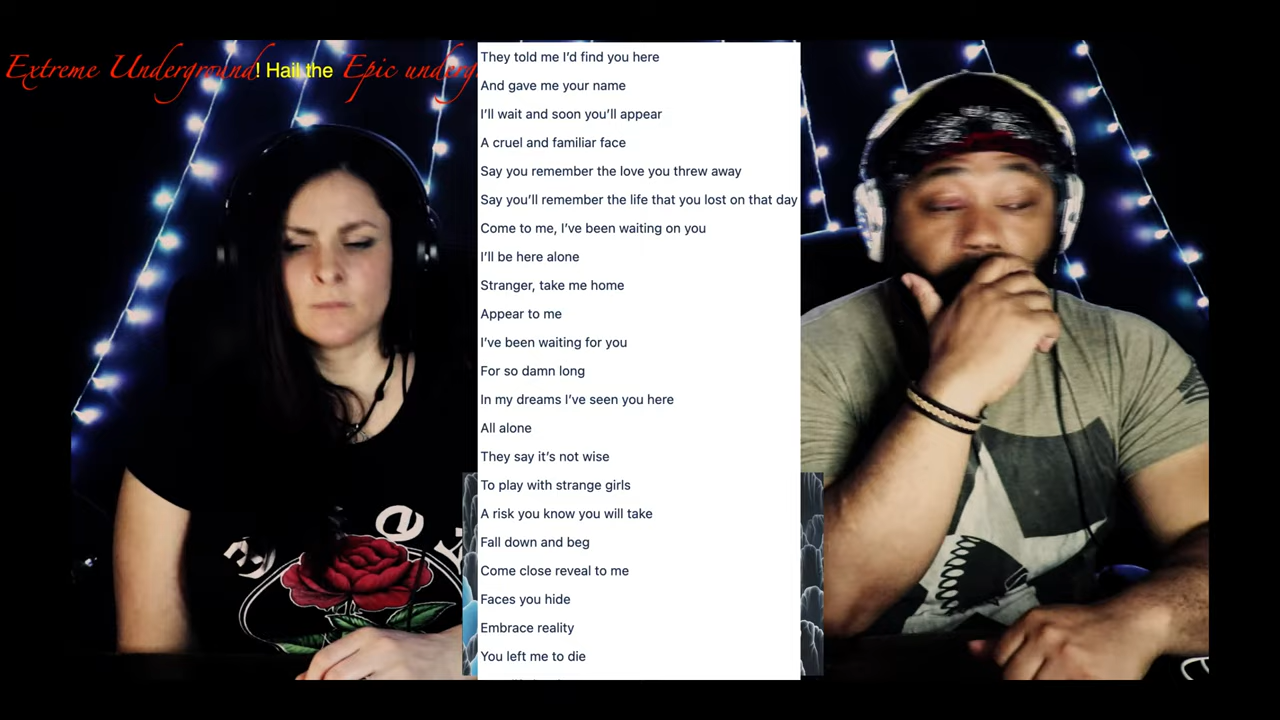 Extreme Underground! Hail the Epic underg
They told me I’d find you here
And gave me your name
I’ll wait and soon you’ll appear
A cruel and familiar face
Say you remember the love you threw away
Say you’ll remember the life that you lost on that day
Come to me, I’ve been waiting on you
I’ll be here alone
Stranger, take me home
Appear to me
I’ve been waiting for you
For so damn long
In my dreams I’ve seen you here
All alone
They say it’s not wise
To play with strange girls
A risk you know you will take
Fall down and beg
Come close reveal to me
Faces you hide
Embrace reality
You left me to die